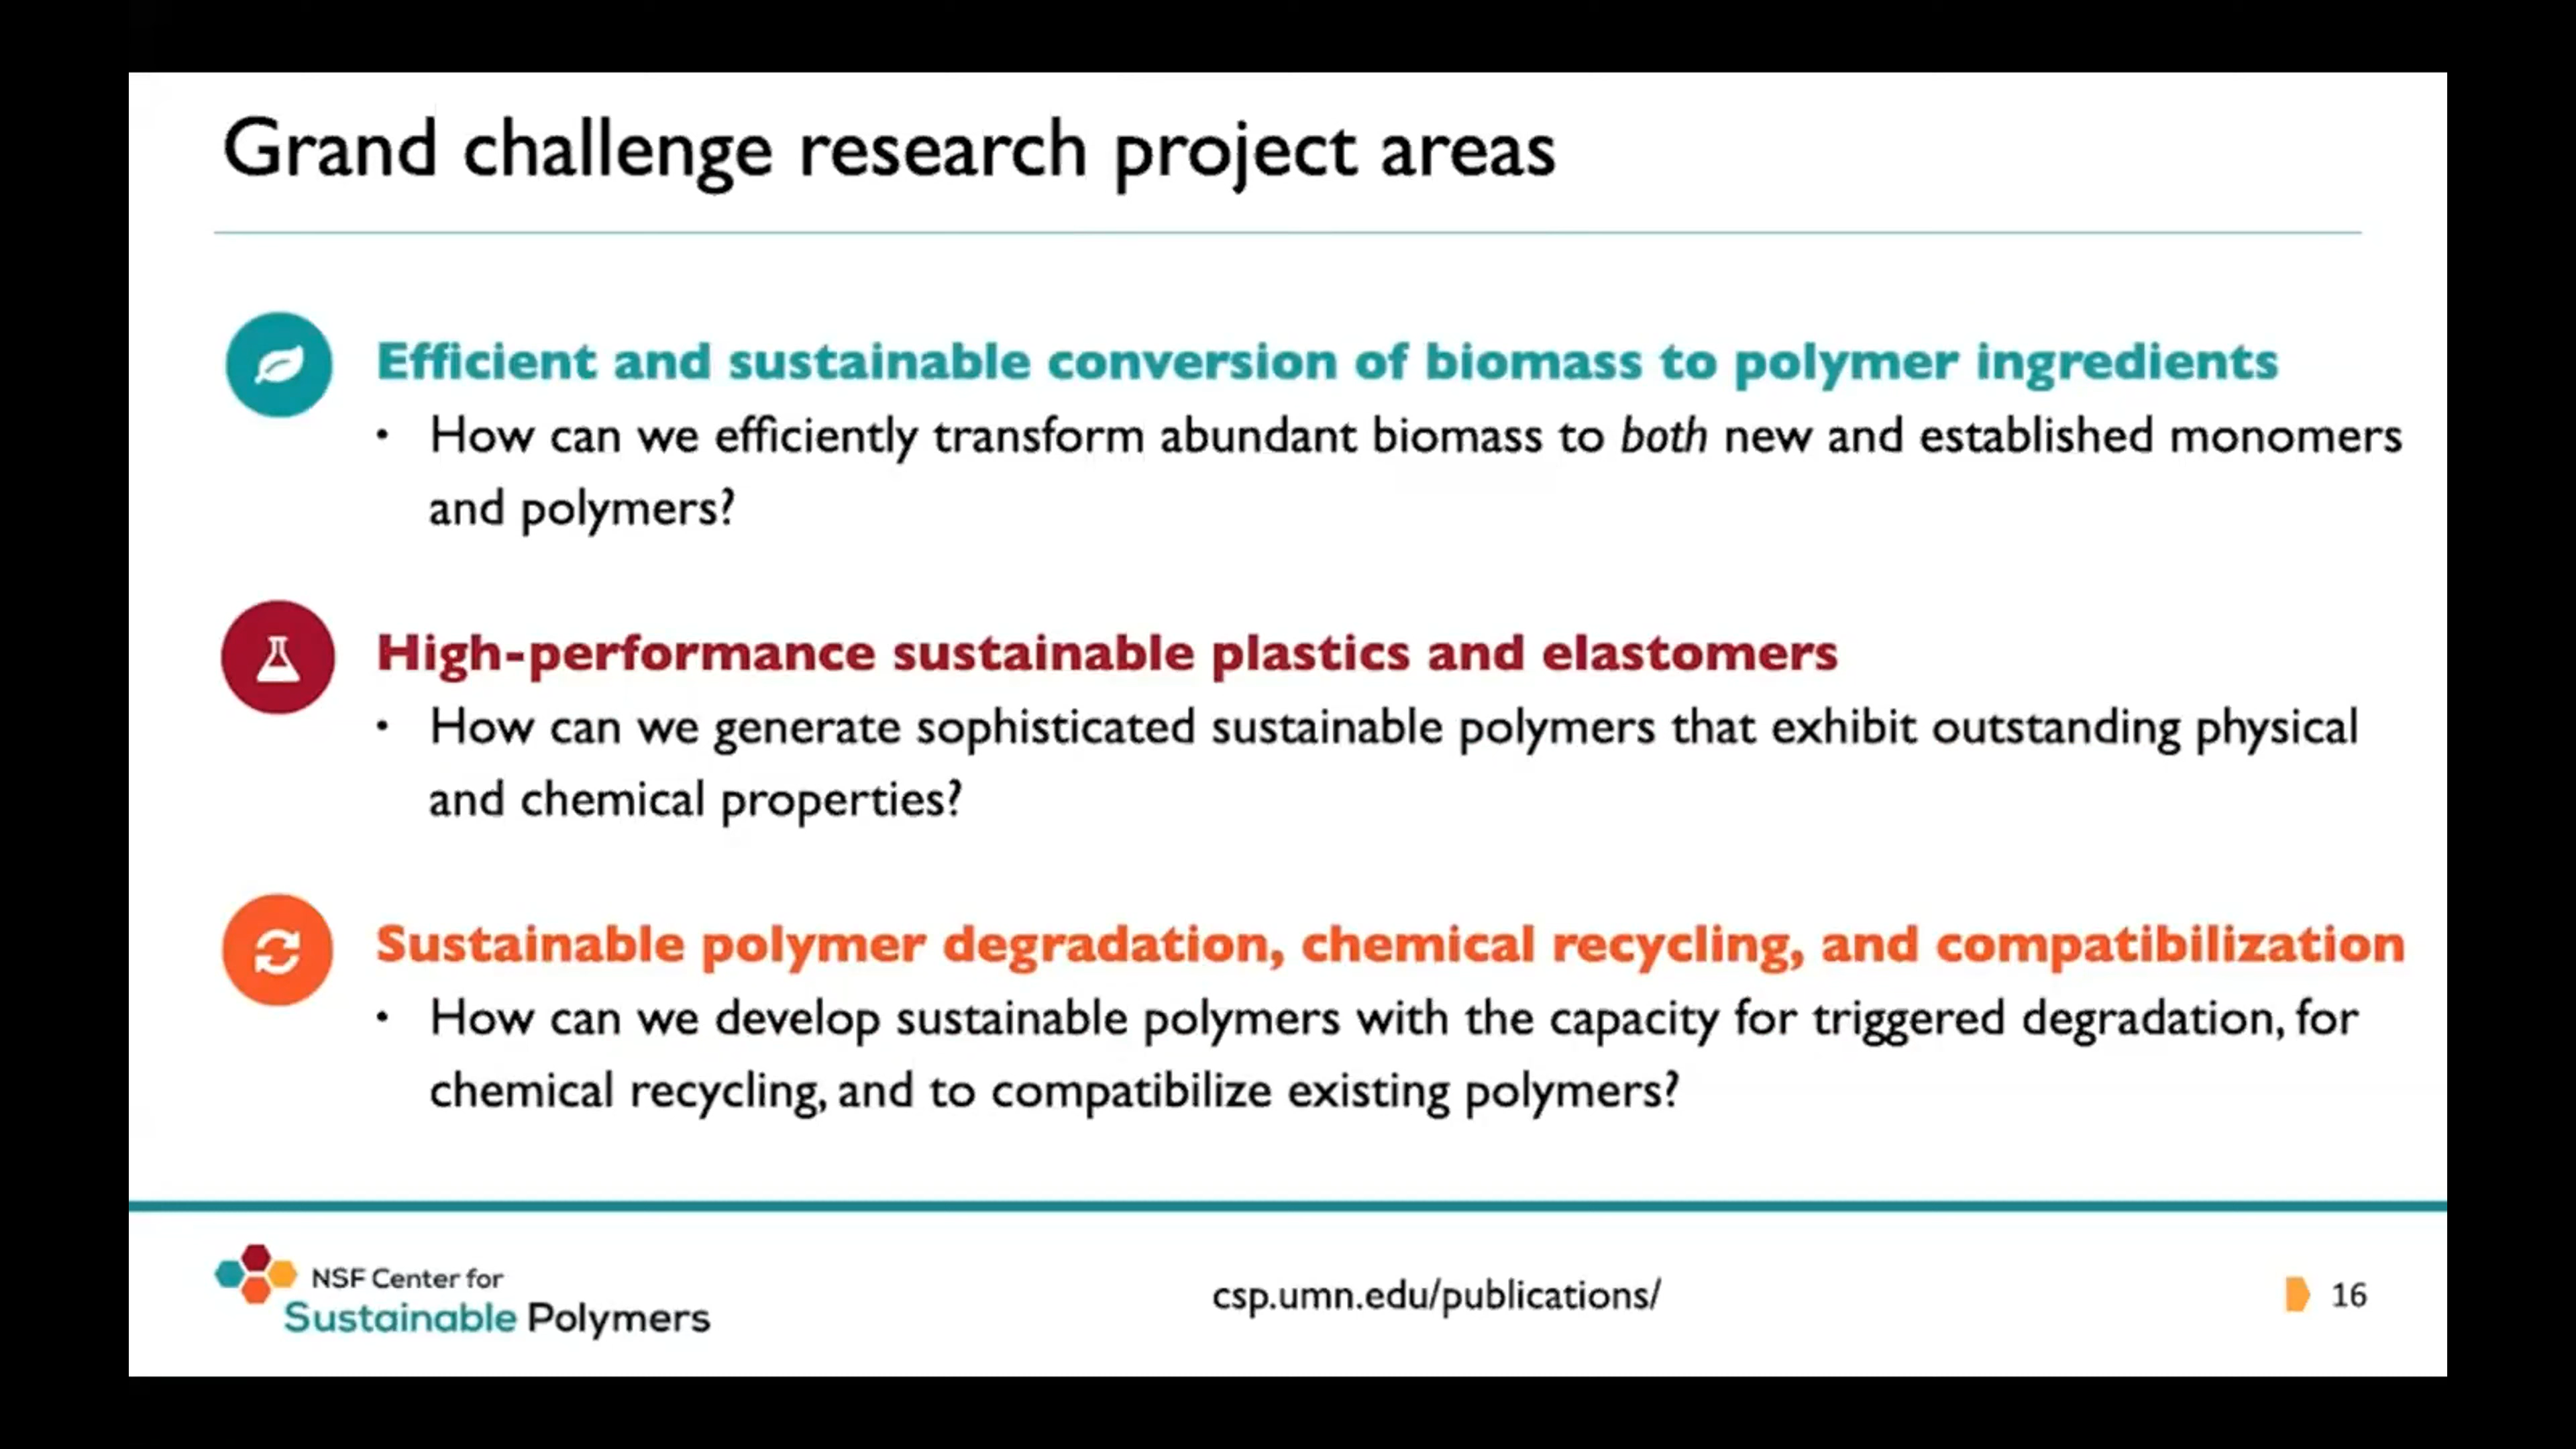 Grand challenge research project areas
Efficient and sustainable conversion of biomass to polymer ingredients
• How can we efficiently transform abundant biomass to both new and established monomers
and polymers?
High-performance sustainable plastics and elastomers
• How can we generate sophisticated sustainable polymers that exhibit outstanding physical
and chemical properties?
Sustainable polymer degradation, chemical recycling, and compatibilization
• How can we develop sustainable polymers with the capacity for triggered degradation, for
chemical recycling, and to compatibilize existing polymers?
NSF Center for
Sustainable Polymers
csp.umn.edu/publications/
16